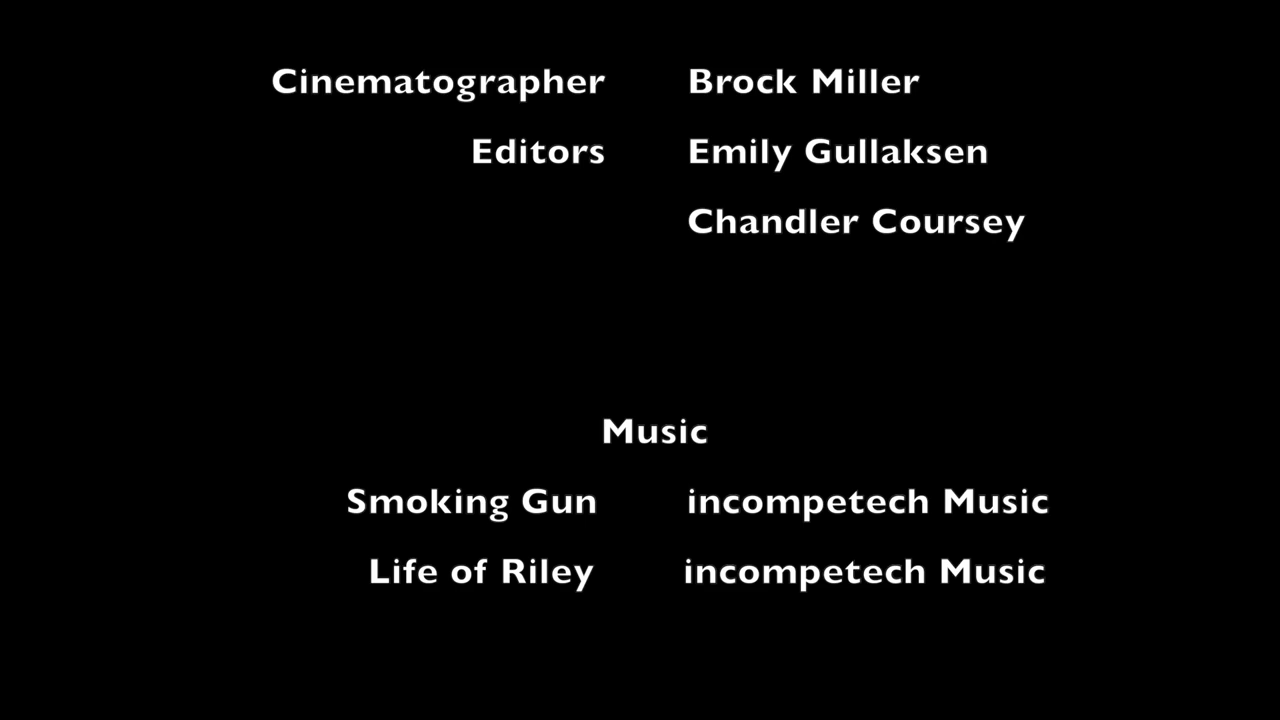 Cinematographer Brock Miller
Editors Emily Gullaksen
Chandler Coursey
Music
Smoking Gun incompetech Music
Life of Riley incompetech Music